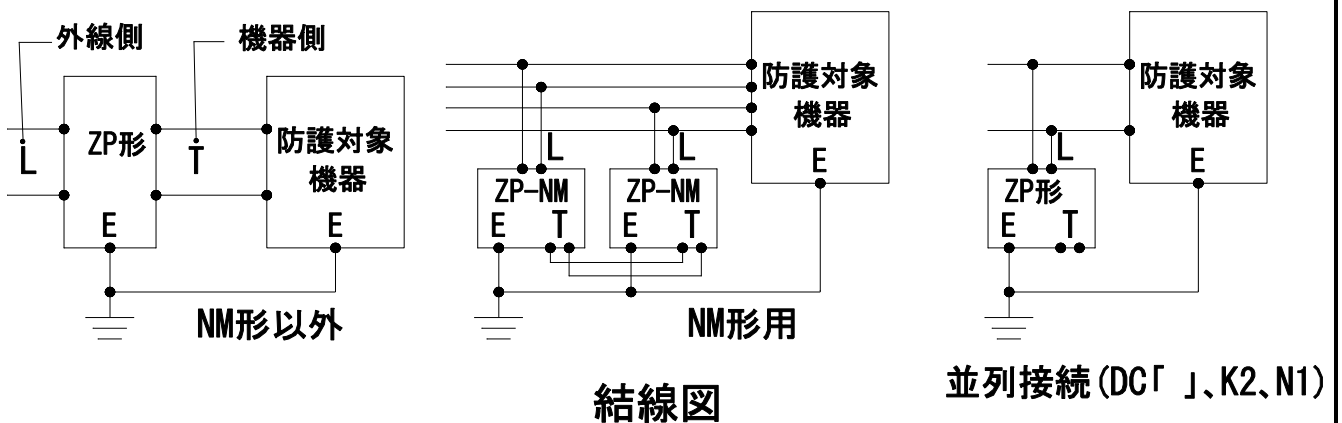 外線側
機器側
L
ZP形
T
防護対象
機器
E
E
NM形以外
防護対象
機器
E
L
L
ZP-NM
ZP-NM
E
T
E
T
NM形用
結線図
防護対象
機器
E
L
ZP形
E
T
並列接続(DC「 」、K2、N1)